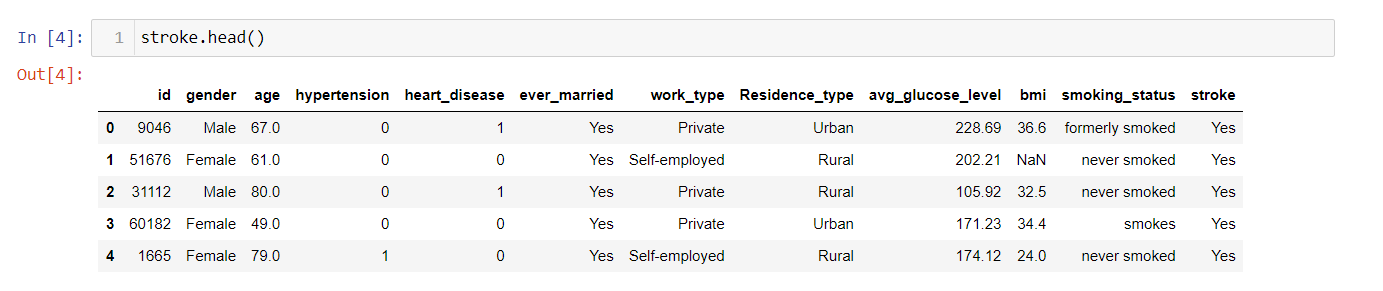 In [4]: 1 stroke.head()
Out[4]:
id gender age hypertension heart_disease ever_married work_type Residence_type avg_glucose_level bmi smoking_status stroke
0 9046 Male 67.0 0 1 Yes Private Urban 228.69 36.6 formerly smoked Yes
1 51676 Female 61.0 0 0 Yes Self-employed Rural 202.21 NaN never smoked Yes
2 31112 Male 80.0 0 1 Yes Private Rural 105.92 32.5 never smoked Yes
3 60182 Female 49.0 0 0 Yes Private Urban 171.23 34.4 smokes Yes
4 1665 Female 79.0 1 0 Yes Self-employed Rural 174.12 24.0 never smoked Yes